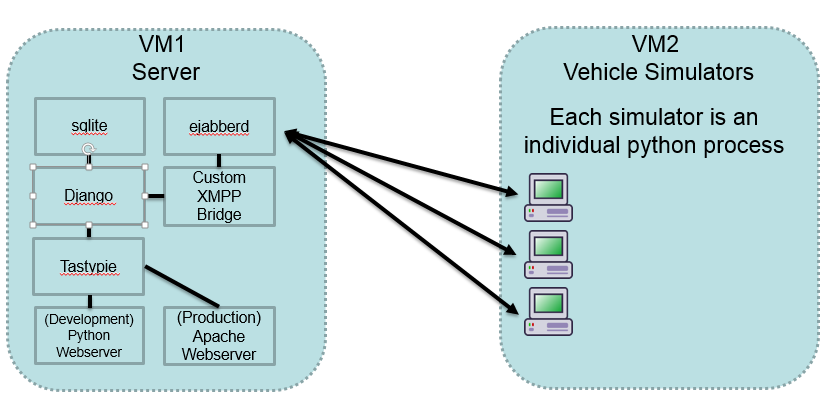 VM1
Server
sqlite
ejabberd
Django
Custom
XMPP
Bridge
Tastypie
(Development)
Python
Webserver
(Production)
Apache
Webserver
VM2
Vehicle Simulators
Each simulator is an
individual python process